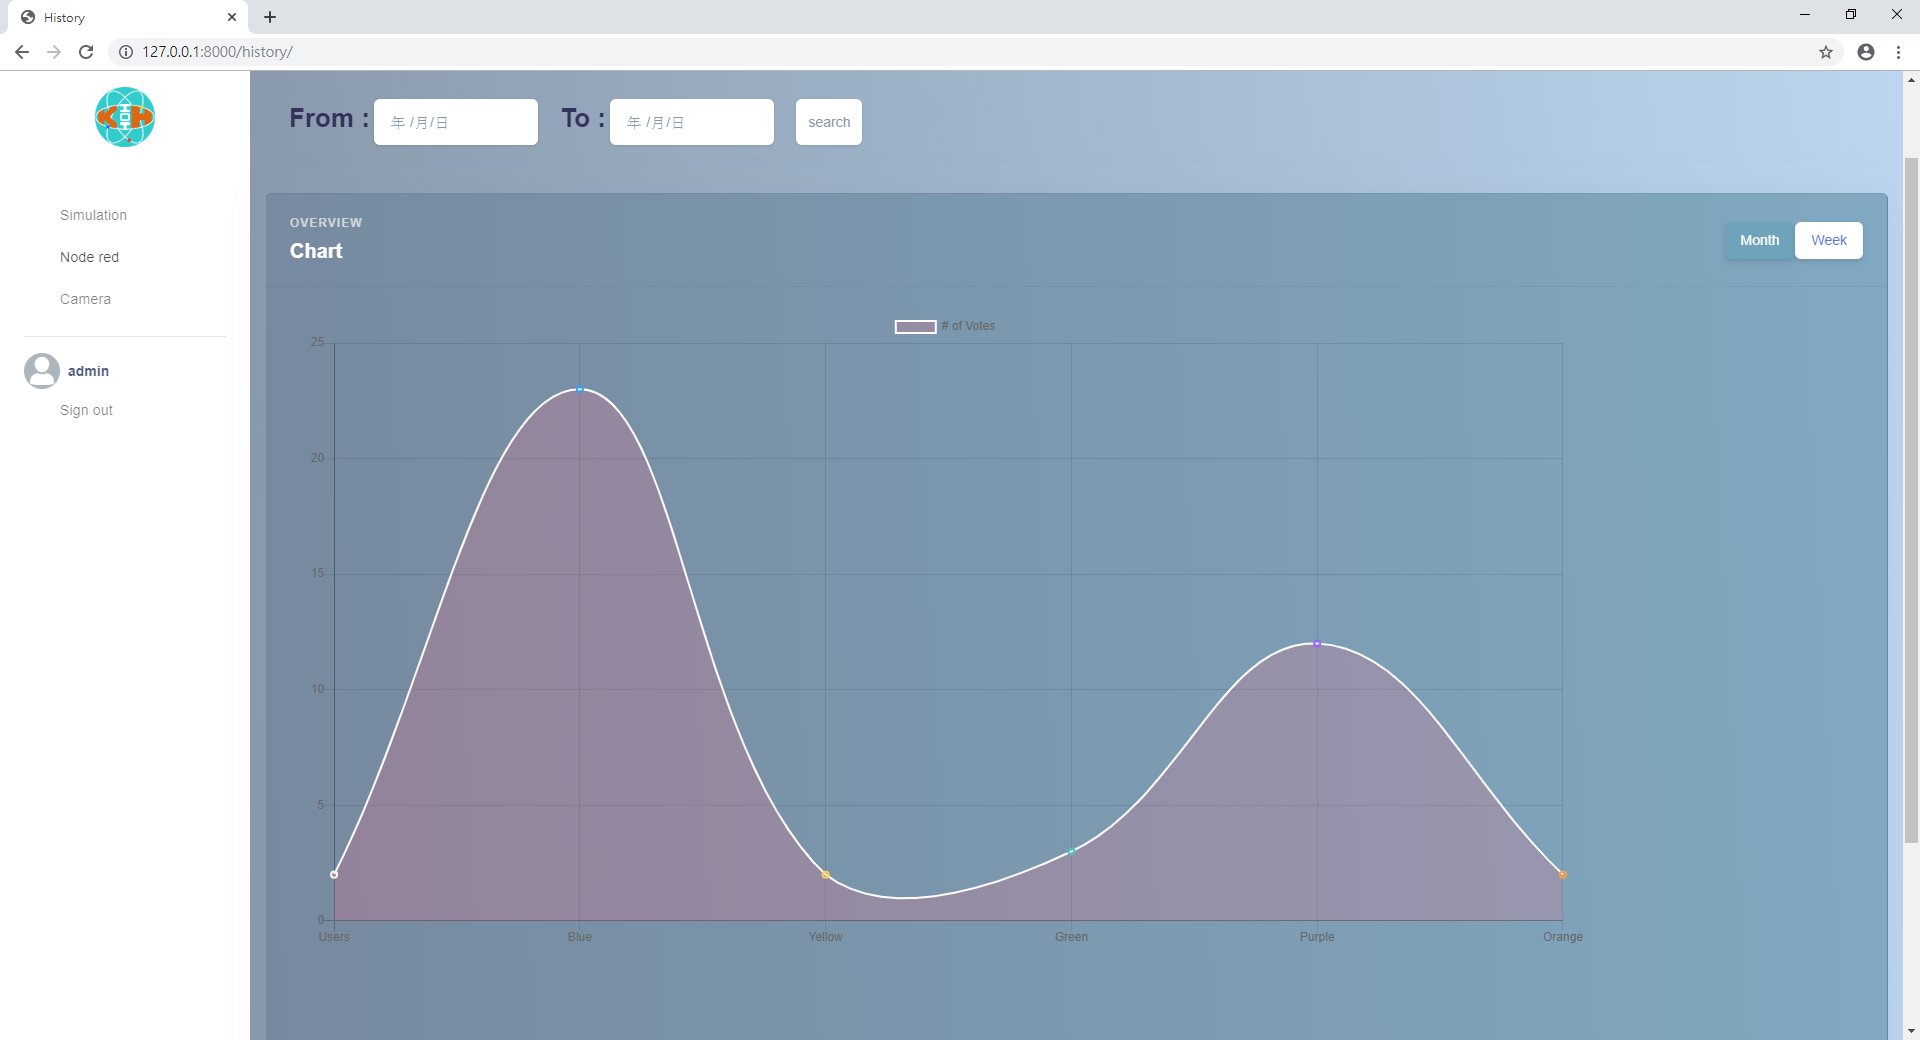 History
127.0.0.1:8000/history/
KIOTH
From : 年 /月/日 To : 年 /月/日 search
Simulation
Node red
Camera
admin
Sign out
OVERVIEW
Chart
Month Week
# of Votes
25
20
15
10
5
0
Users Blue Yellow Green Purple Orange